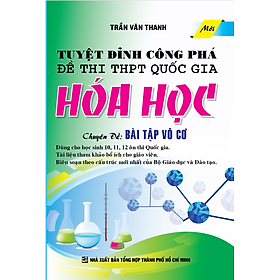 TRẦN VĂN THANH
Mới
TUYỆT ĐỈNH CÔNG PHÁ
ĐỀ THI THPT QUỐC GIA
HÓA HỌC
Chuyên Đề: BÀI TẬP VÔ CƠ
Dùng cho học sinh 10, 11, 12 ôn thi Quốc gia.
Tài liệu tham khảo bổ ích cho giáo viên.
Biên soạn theo cấu trúc mới nhất của Bộ Giáo dục và Đào tạo.
NHÀ XUẤT BẢN TỔNG HỢP THÀNH PHỐ HỒ CHÍ MINH